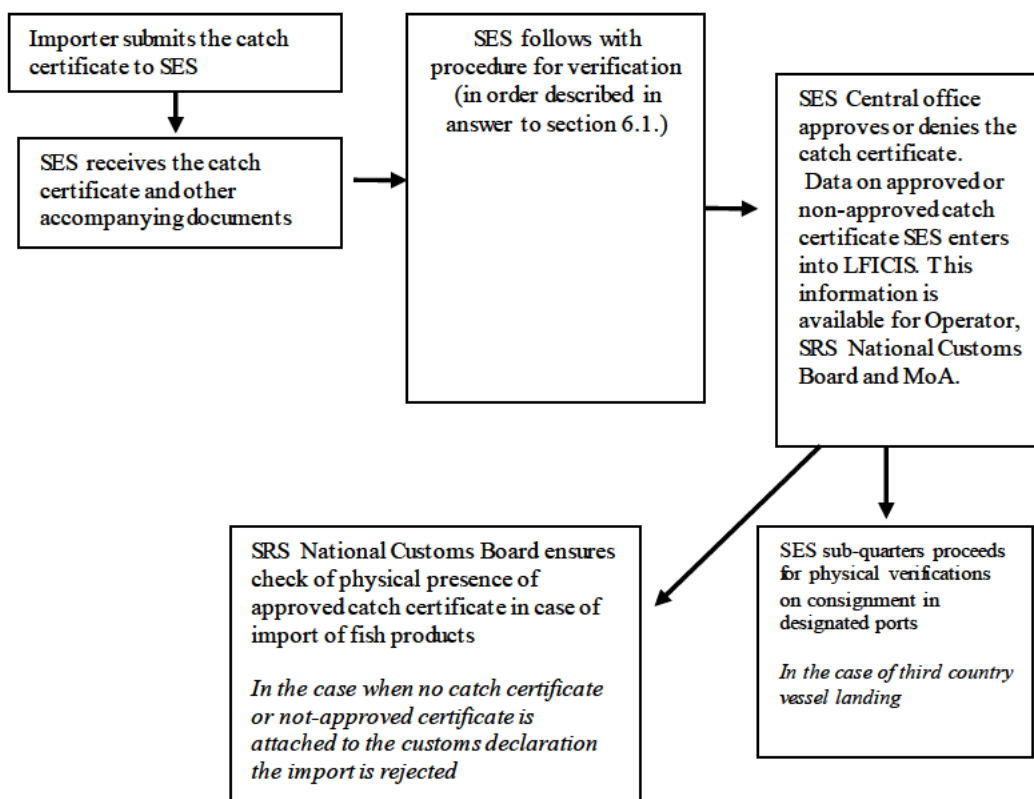 Importer submits the catch
certificate to SES
SES receives the catch
certificate and other
accompanying documents
SES follows with
procedure for verification
(in order described in
answer to section 6.1.)
SES Central office
approves or denies the
catch certificate.
Data on approved or
non-approved catch
certificate SES enters
into LFICIS. This
information is
available for Operator,
SRS National Customs
Board and MoA.
SRS National Customs Board ensures
check of physical presence of
approved catch certificate in case of
import of fish products
In the case when no catch certificate
or not-approved certificate is
attached to the customs declaration
the import is rejected
SES sub-quarters proceeds
for physical verifications
on consignment in
designated ports
In the case of third country
vessel landing